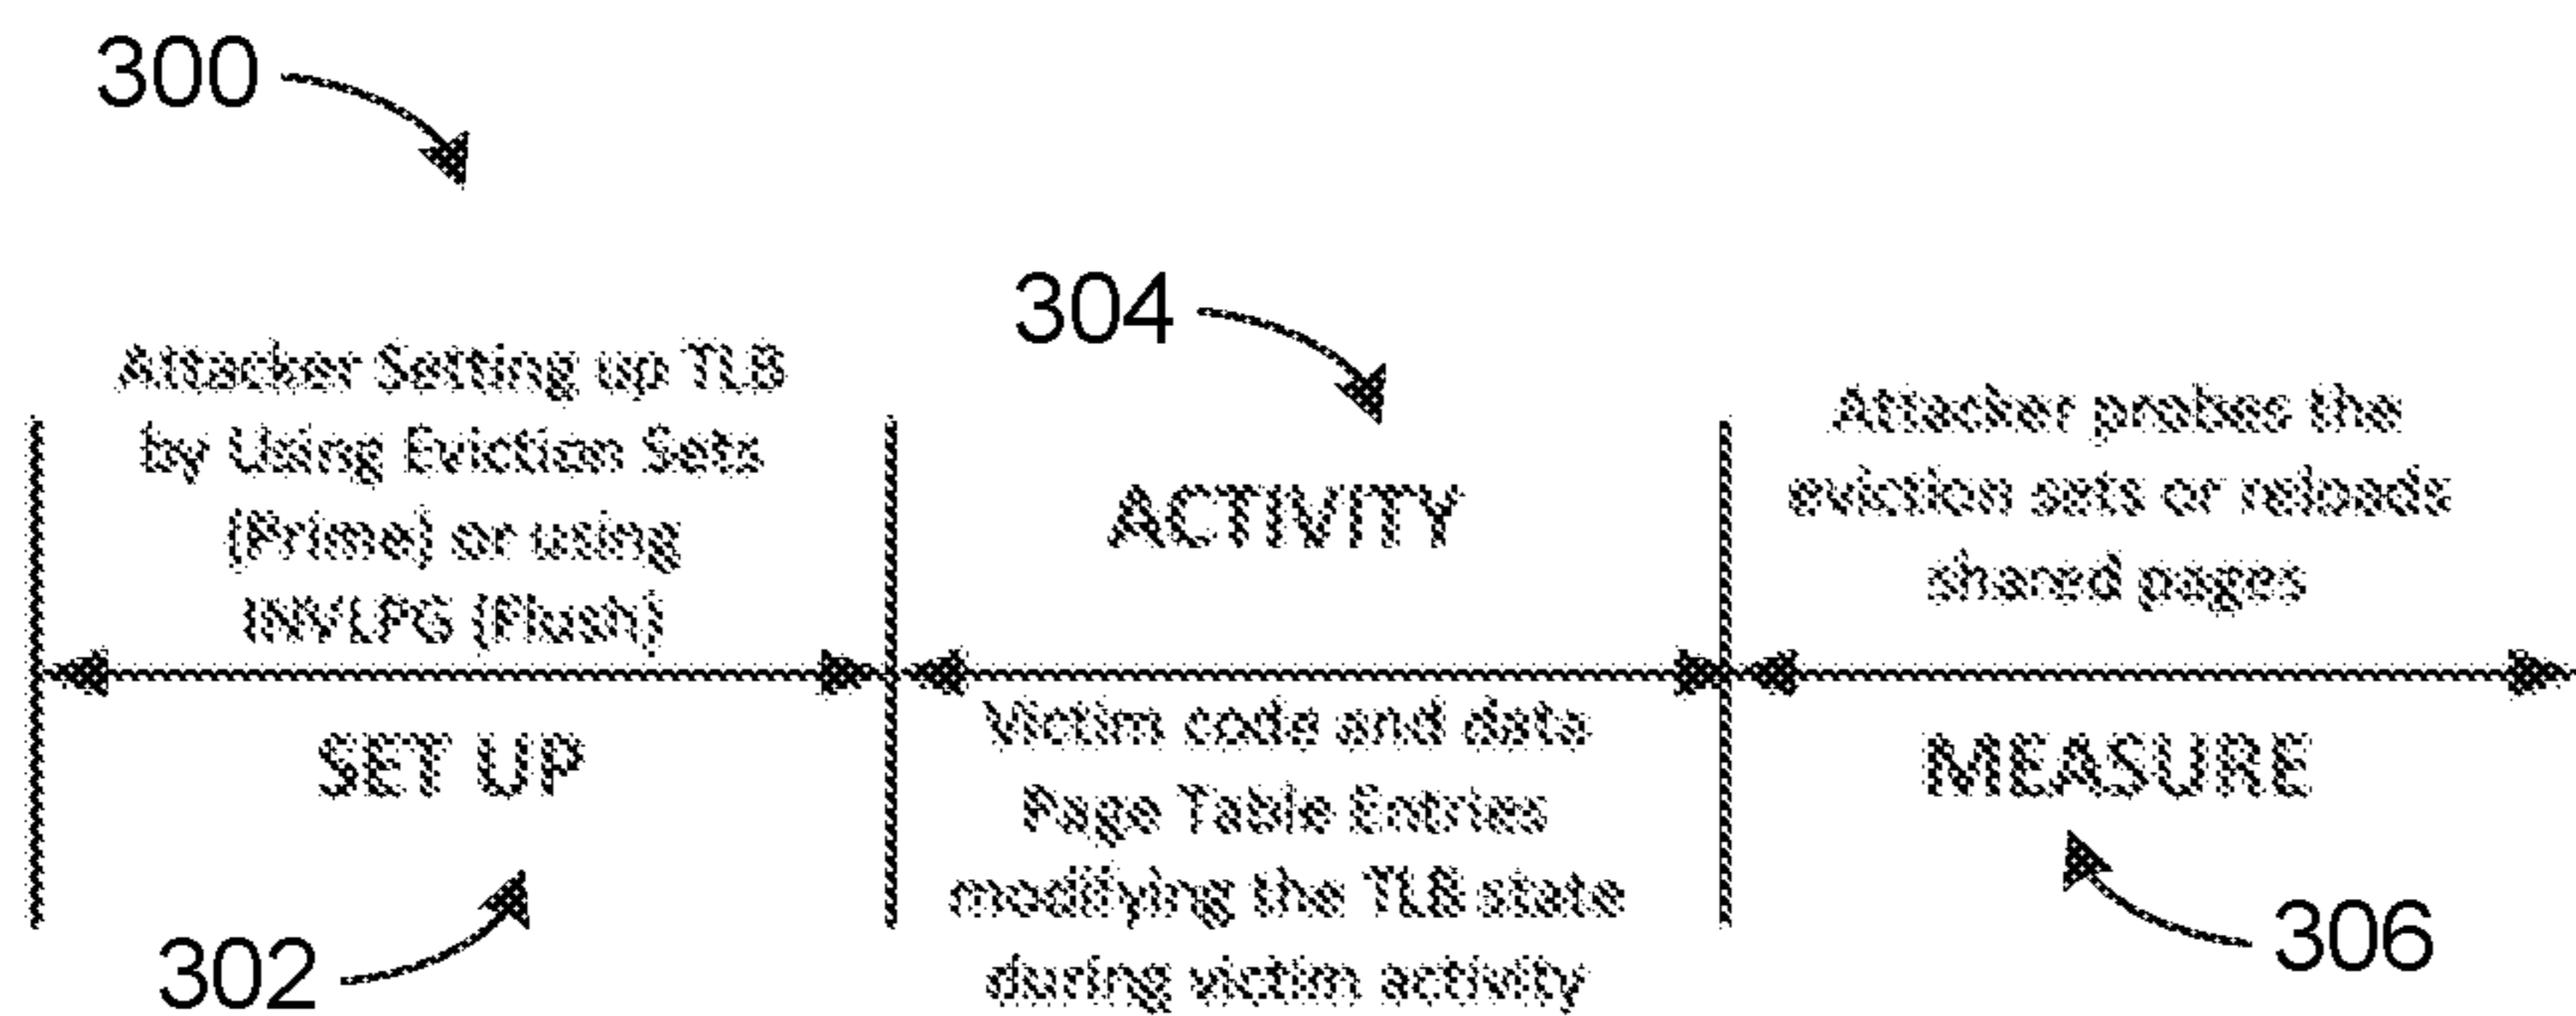 300
Attacker Setting up TLB
by Using Eviction Sets
(Prime) or using
INVLPG (Flush)
SET UP
302
304
ACTIVITY
Victim code and data
Page Table Entries
modifying the TLB state
during victim activity
Attacker probes the
eviction sets or reloads
shared pages
MEASURE
306